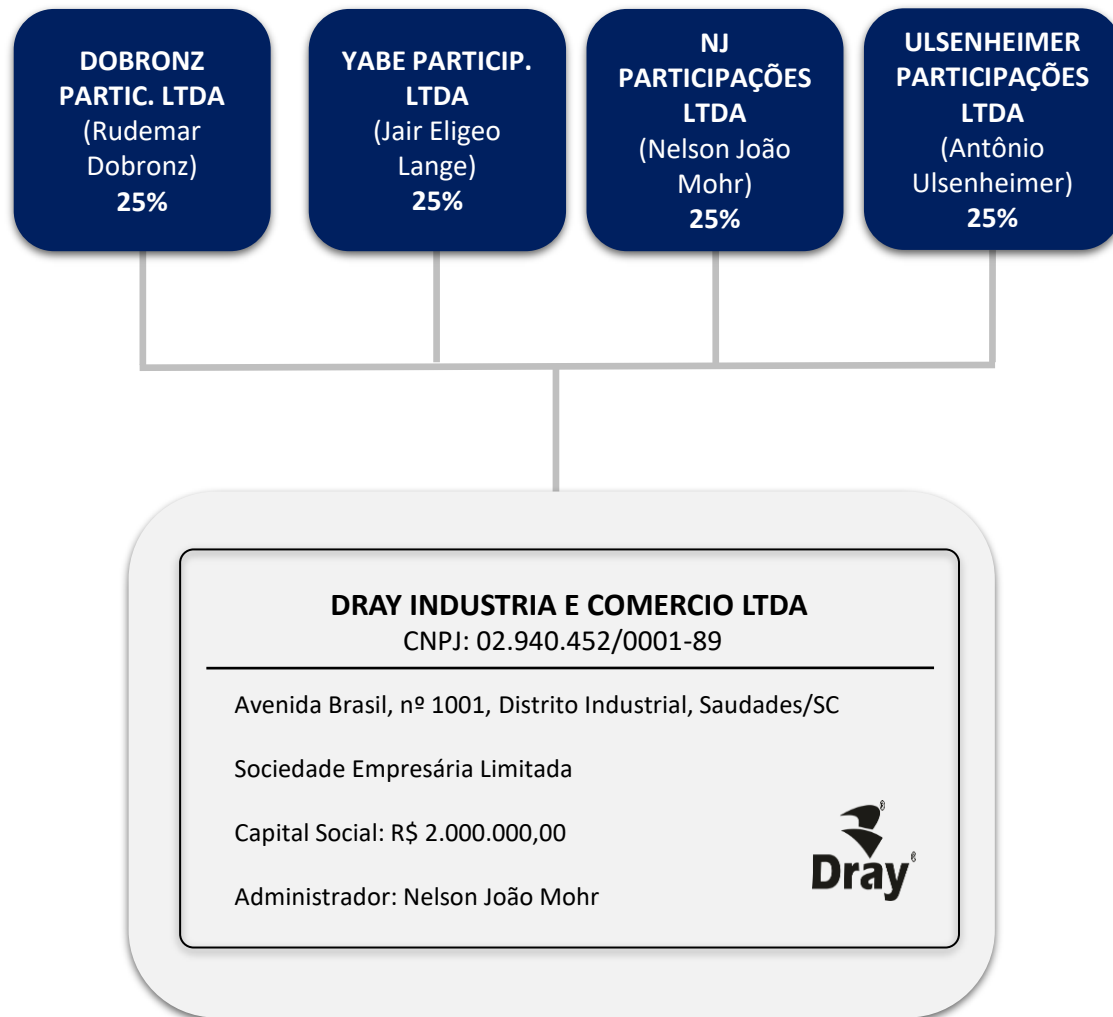 DOBRONZ
PARTIC. LTDA
(Rudemar
Dobronz)
25%
YABE PARTICIP.
LTDA
(Jair Eligeo
Lange)
25%
NJ
PARTICIPAÇÕES
LTDA
(Nelson João
Mohr)
25%
ULSENHEIMER
PARTICIPAÇÕES
LTDA
(Antônio
Ulsenheimer)
25%
DRAY INDUSTRIA E COMERCIO LTDA
CNPJ: 02.940.452/0001-89
Avenida Brasil, nº 1001, Distrito Industrial, Saudades/SC
Sociedade Empresária Limitada
Capital Social: R$ 2.000.000,00
Administrador: Nelson João Mohr
Dray